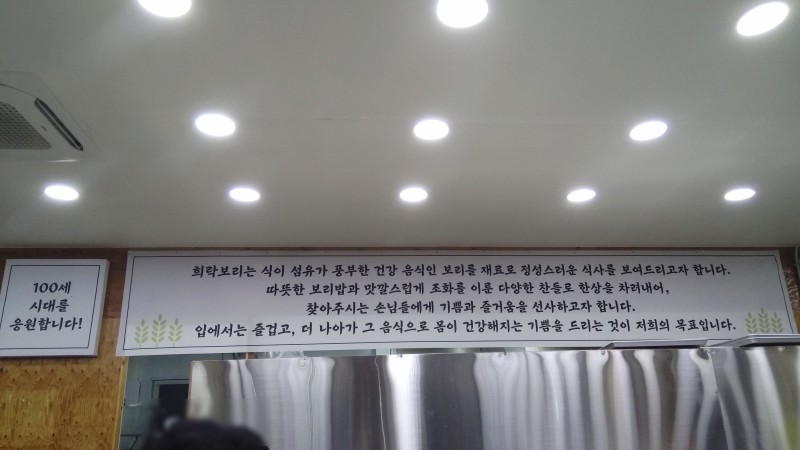 100세
시대를
응원합니다!
희락보리는 식이 섬유가 풍부한 건강 음식인 보리를 재료로 정성스러운 식사를 보여드리고자 합니다.
따뜻한 보리밥과 맛깔스럽게 조화를 이룬 다양한 찬들로 한상을 차려내어,
찾아주시는 손님들에게 기쁨과 즐거움을 선사하고자 합니다.
입에서는 즐겁고, 더 나아가 그 음식으로 몸이 건강해지는 기쁨을 드리는 것이 저희의 목표입니다.